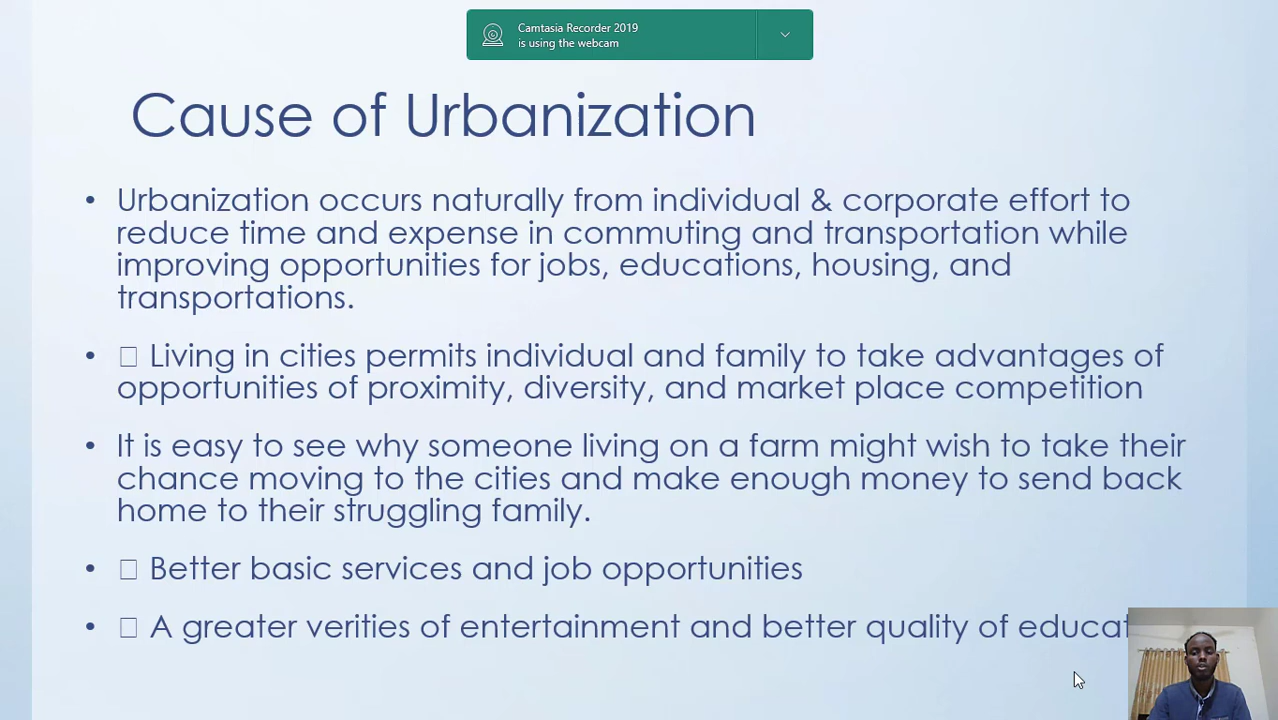 Camtasia Recorder 2019
is using the webcam
Cause of Urbanization
• Urbanization occurs naturally from individual & corporate effort to
reduce time and expense in commuting and transportation while
improving opportunities for jobs, educations, housing, and
transportations.
• □ Living in cities permits individual and family to take advantages of
opportunities of proximity, diversity, and market place competition
• It is easy to see why someone living on a farm might wish to take their
chance moving to the cities and make enough money to send back
home to their struggling family.
• □ Better basic services and job opportunities
• □ A greater verities of entertainment and better quality of